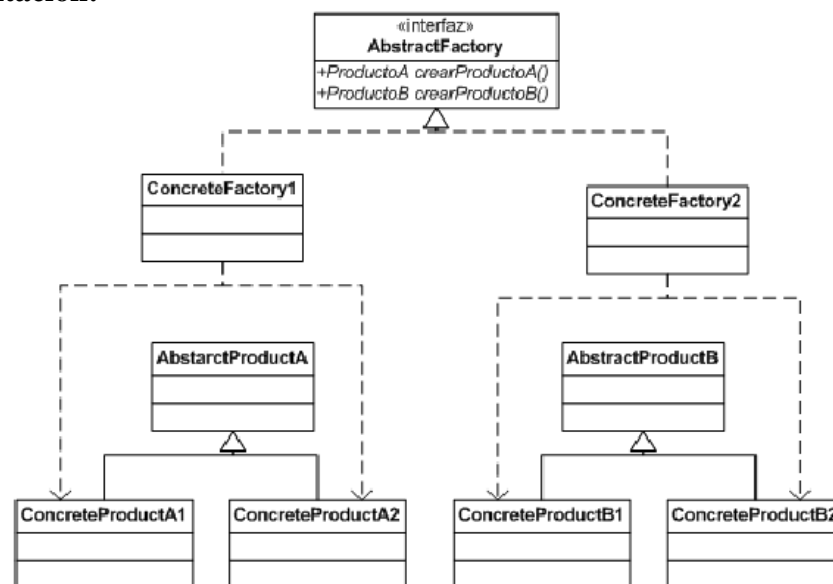 «interfaz»
AbstractFactory
+ProductoA crearProductoA()
+ProductoB crearProductoB()
ConcreteFactory1
ConcreteFactory2
AbstarctProductA
AbstractProductB
ConcreteProductA1
ConcreteProductA2
ConcreteProductB1
ConcreteProductB2